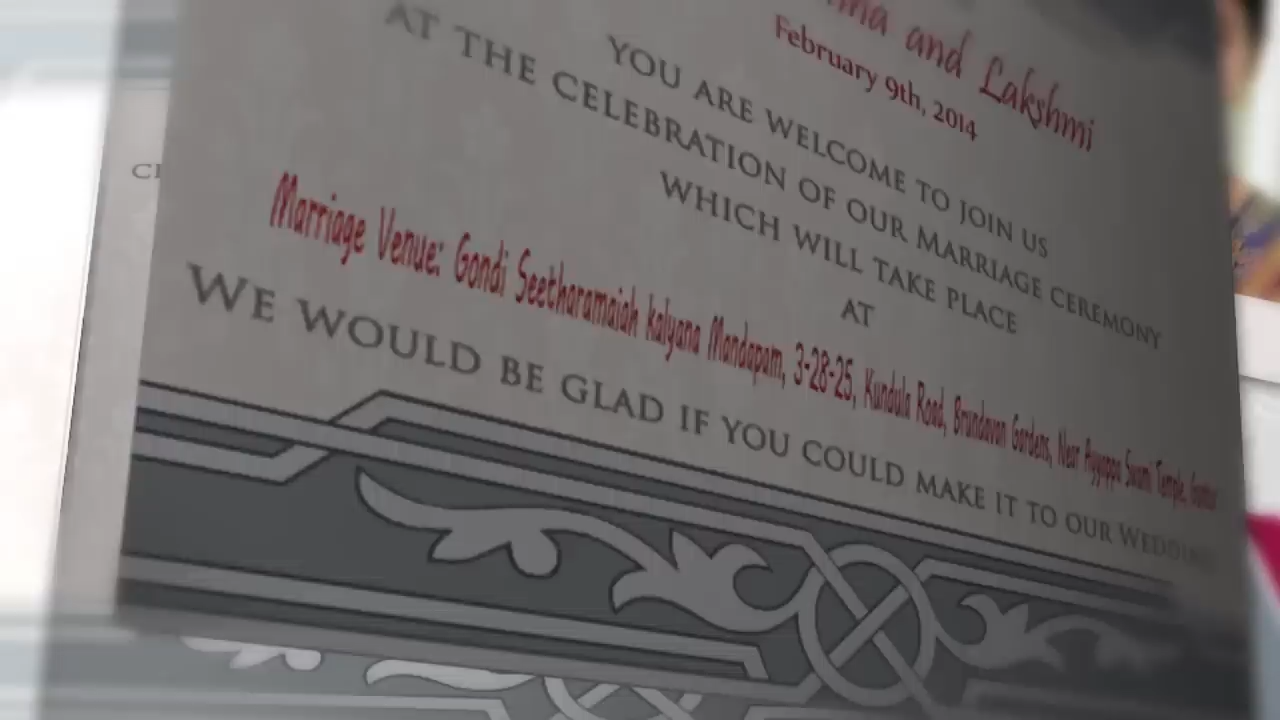 and Lakshmi
February 9th, 2014
YOU ARE WELCOME TO JOIN US
AT THE CELEBRATION OF OUR MARRIAGE CEREMONY
WHICH WILL TAKE PLACE
AT
Marriage Venue: Gondi Seetharamaiah kalyana Mandapam, 3-28-25, Kundula Road, Brundavan Gardens, Near Ayyappa Swami Temple,
WE WOULD BE GLAD IF YOU COULD MAKE IT TO OUR WEDDING